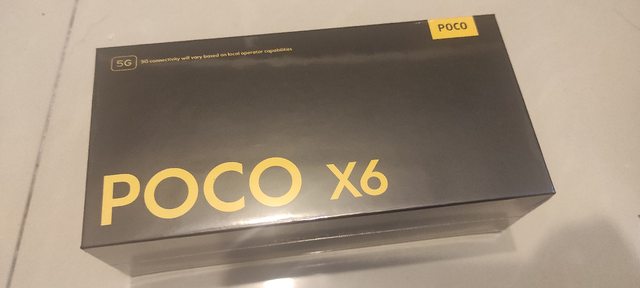 POCO
5G 5G connectivity will vary based on local operator capabilities
POCO X6